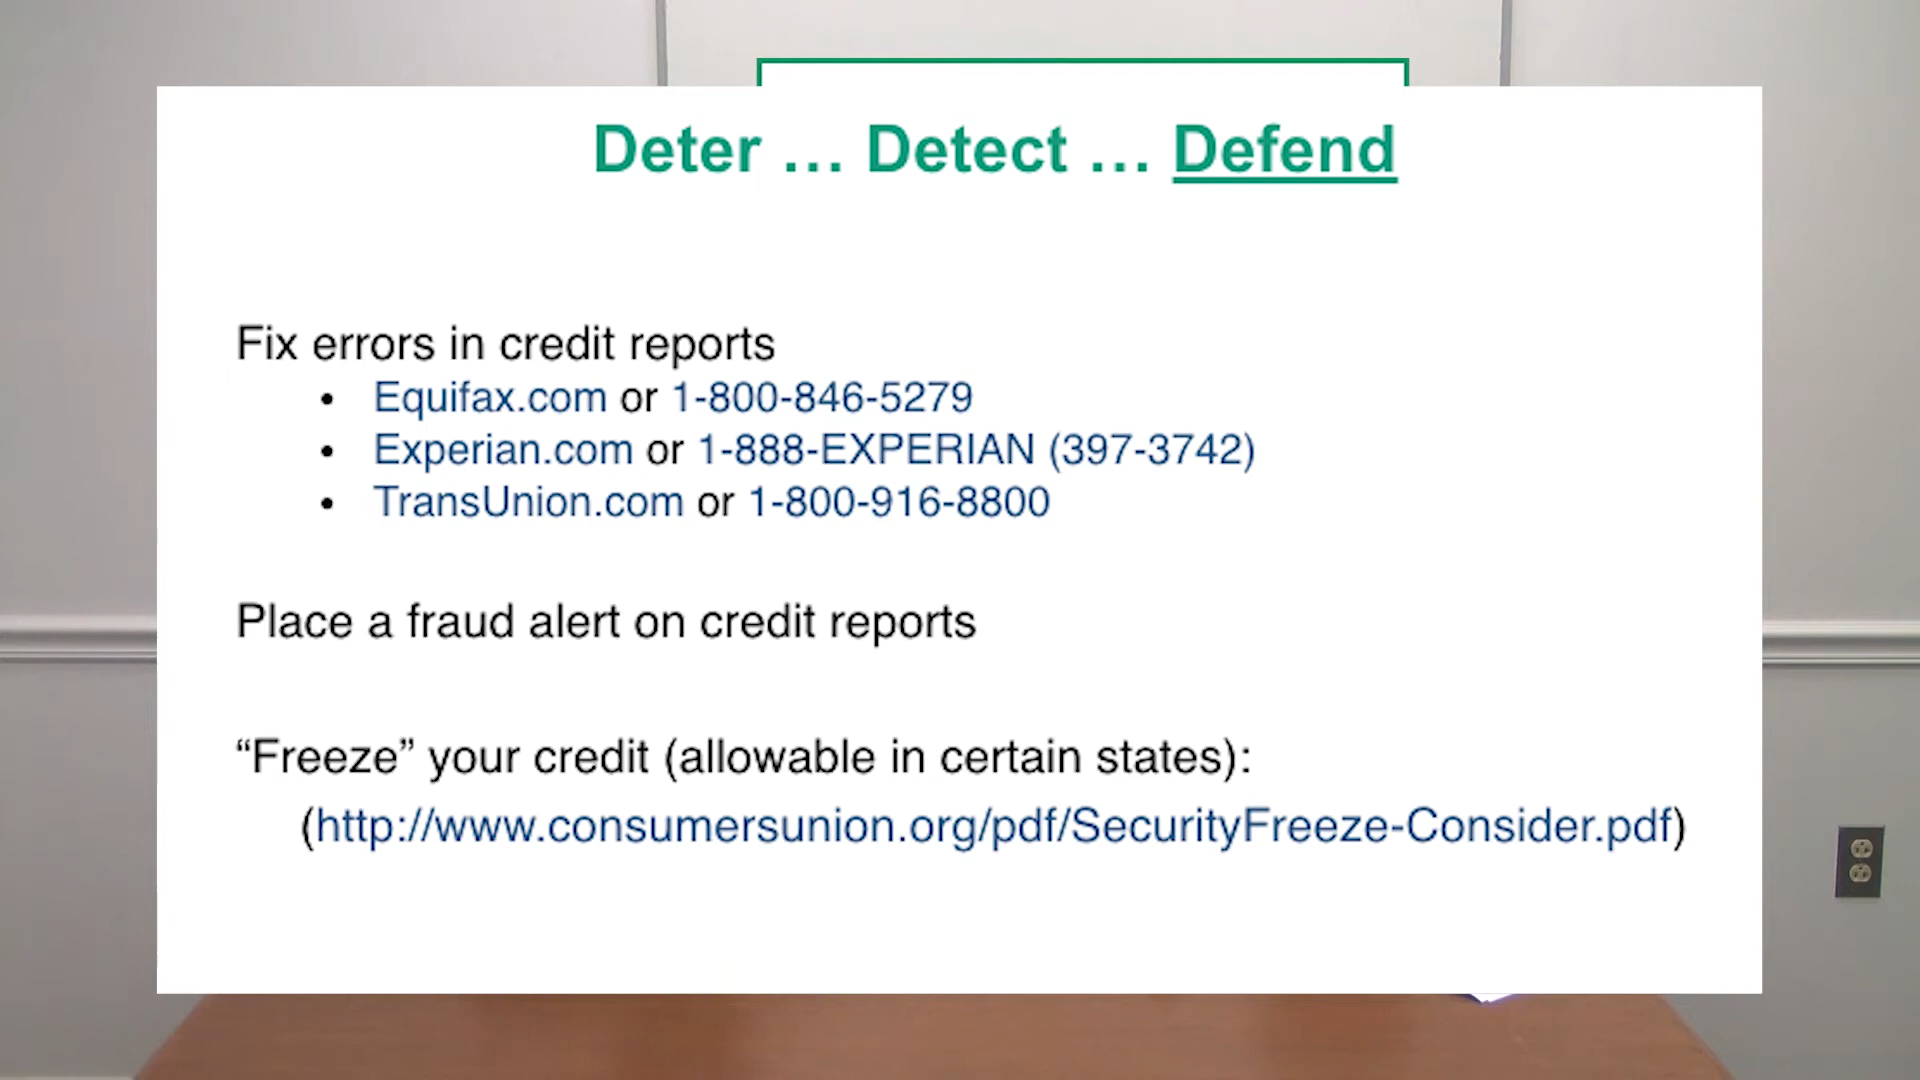 Deter … Detect … Defend
Fix errors in credit reports
• Equifax.com or 1-800-846-5279
• Experian.com or 1-888-EXPERIAN (397-3742)
• TransUnion.com or 1-800-916-8800
Place a fraud alert on credit reports
“Freeze” your credit (allowable in certain states):
(http://www.consumersunion.org/pdf/SecurityFreeze-Consider.pdf)